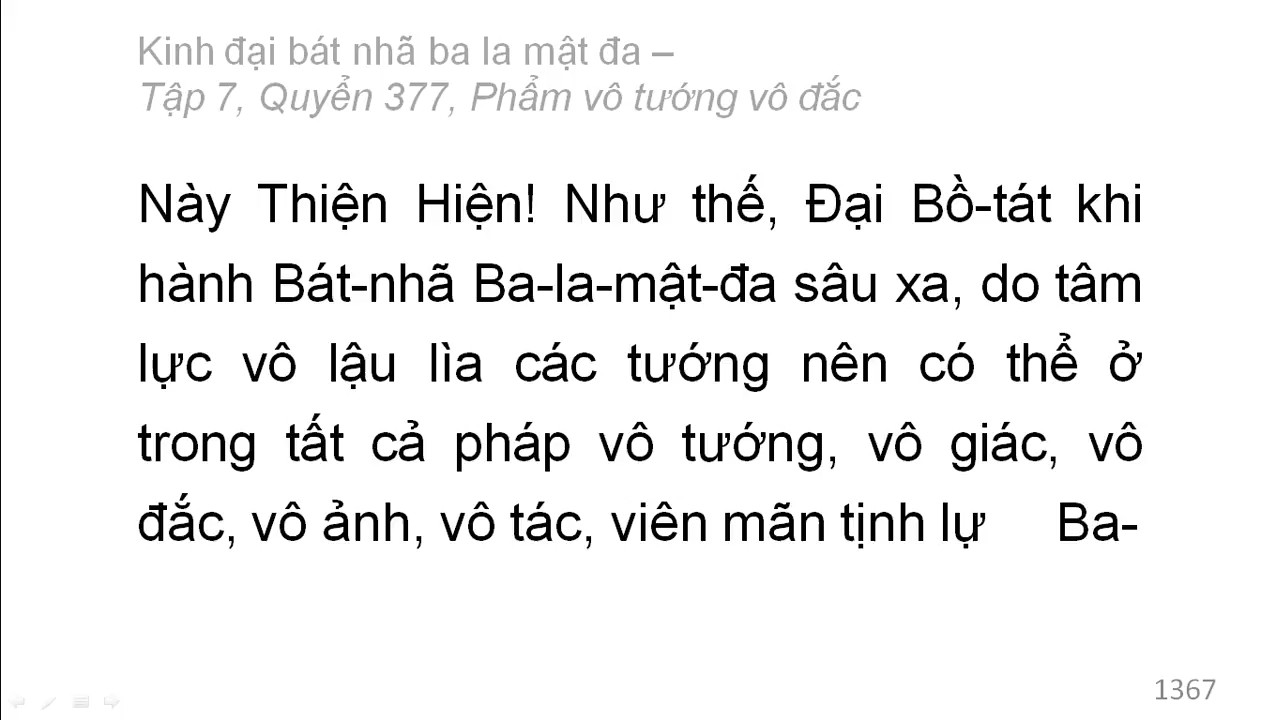 Kinh đại bát nhã ba la mật đa –
Tập 7, Quyển 377, Phẩm vô tướng vô đắc
Này Thiện Hiện! Như thế, Đại Bồ-tát khi
hành Bát-nhã Ba-la-mật-đa sâu xa, do tâm
lực vô lậu lìa các tướng nên có thể ở
trong tất cả pháp vô tướng, vô giác, vô
đắc, vô ảnh, vô tác, viên mãn tịnh lự Ba-
1367